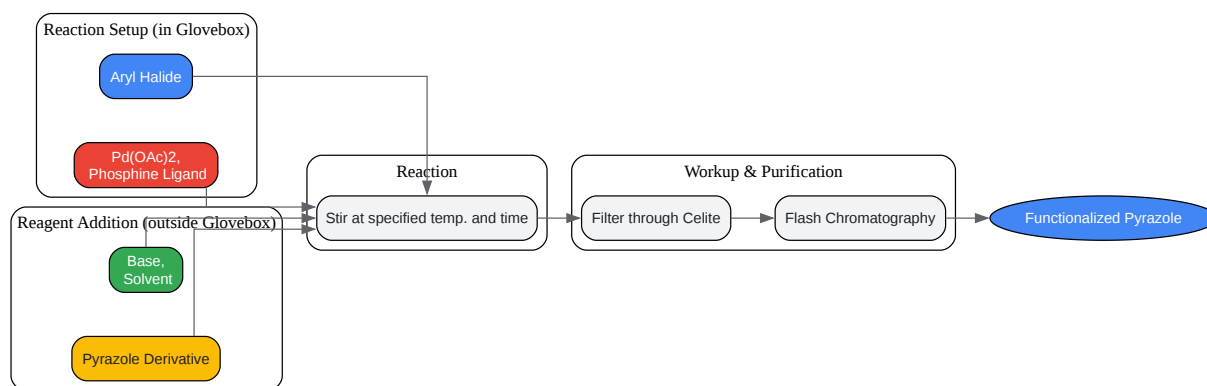 Reaction Setup (in Glovebox)
Aryl Halide
Pd(OAc)2,
Phosphine Ligand
Reagent Addition (outside Glovebox)
Base,
Solvent
Pyrazole Derivative
Reaction
Stir at specified temp. and time
Workup & Purification
Filter through Celite
Flash Chromatography
Functionalized Pyrazole